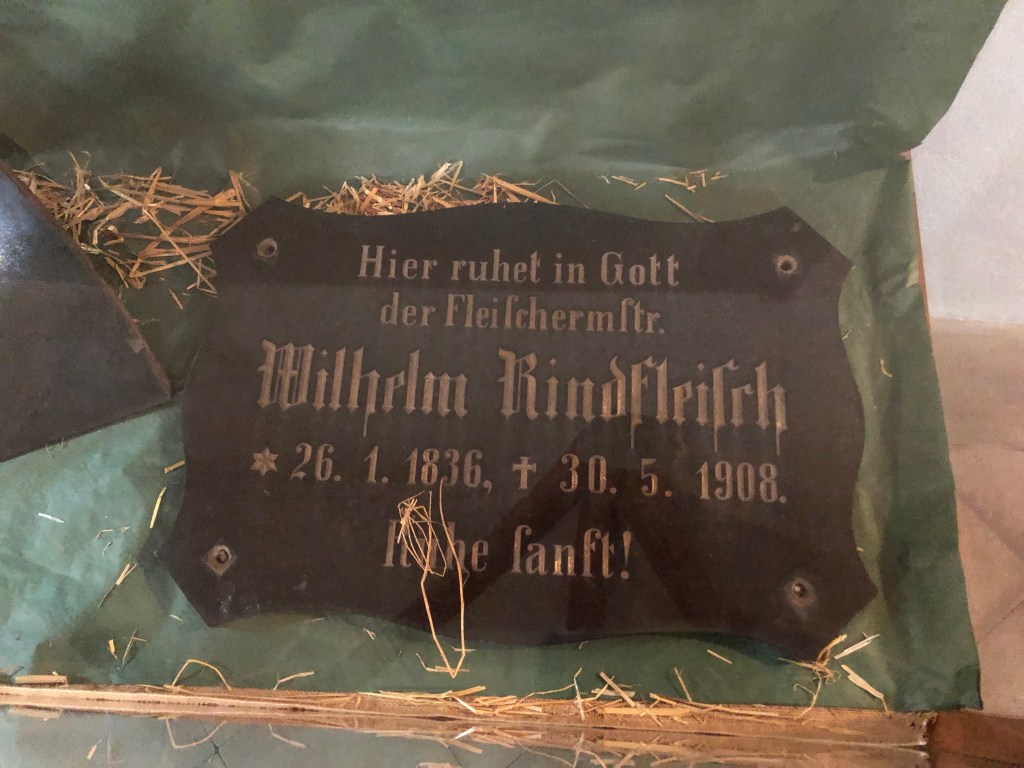 Hier ruhet in Gott
der Fleiſchermſtr.
Wilhelm Rindfleiſch
* 26. 1. 1836, † 30. 5. 1908.
Ruhe ſanft!